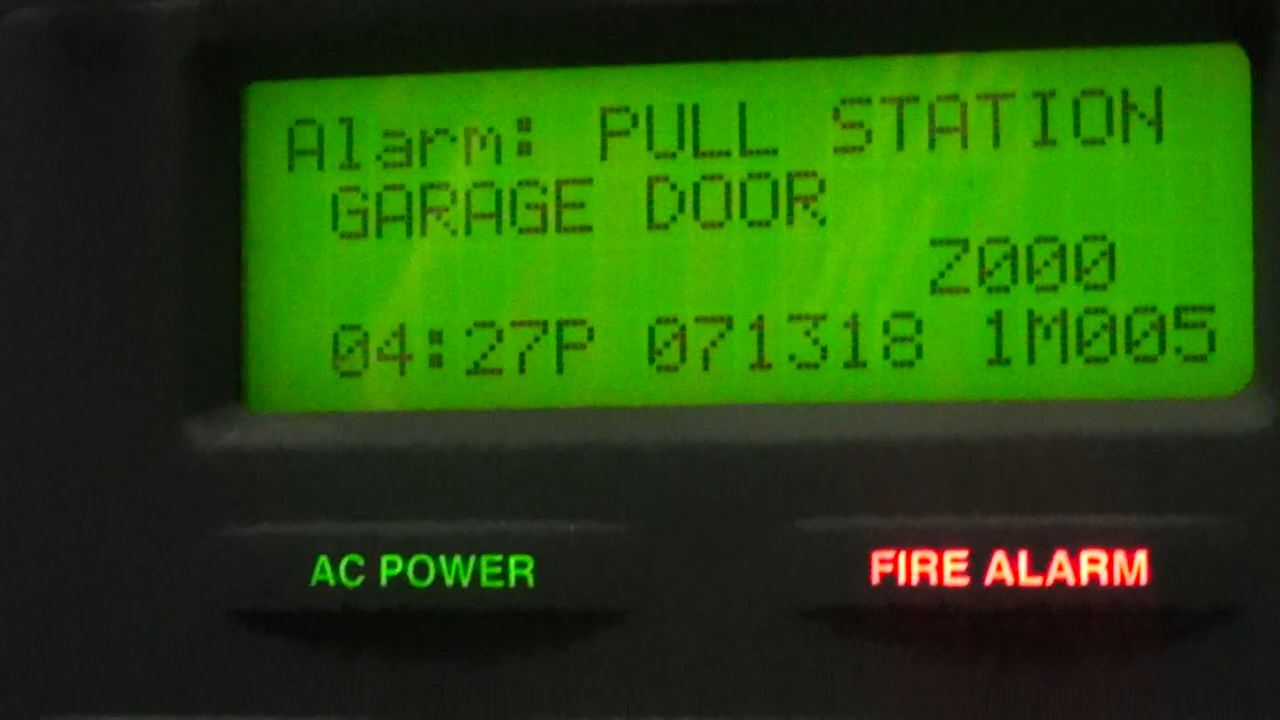 Alarm: PULL STATION
GARAGE DOOR
Z000
04:27P 071318 1M005
AC POWER
FIRE ALARM